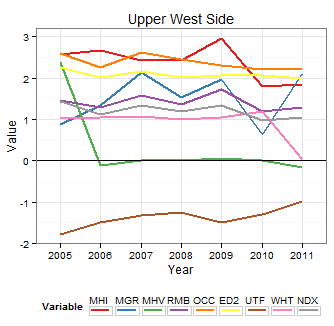 Upper West Side
3
2
1
0
-1
-2
Value
2005 2006 2007 2008 2009 2010 2011
Year
Variable MHI MGR MHV RMB OCC ED2 UTF WHT NDX